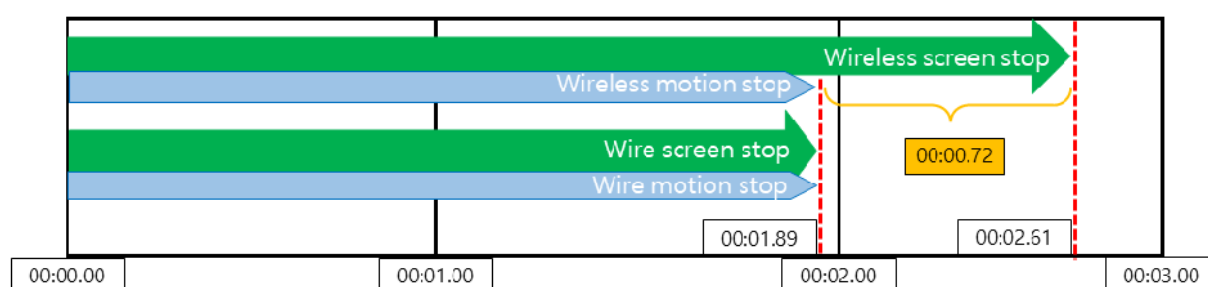 Wireless screen stop
Wireless motion stop
Wire screen stop
00:00.72
Wire motion stop
00:01.89
00:02.61
00:00.00
00:01.00
00:02.00
00:03.00